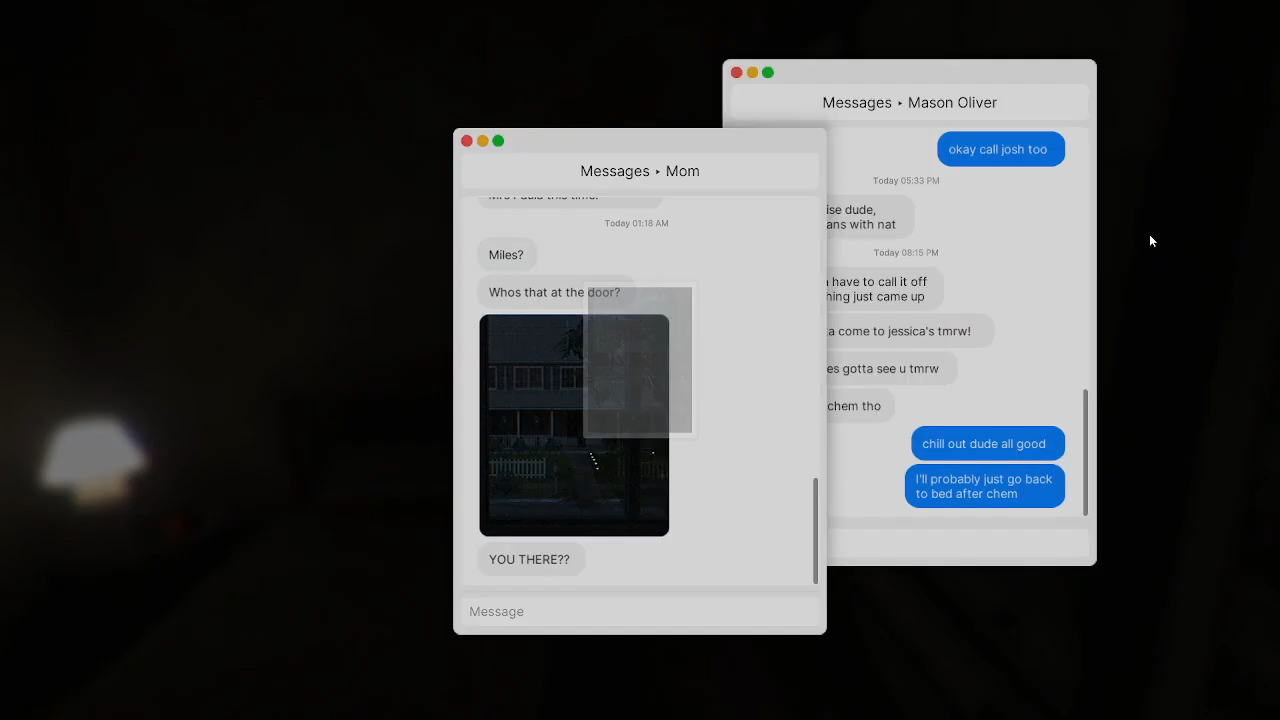 Messages ‣ Mason Oliver
okay call josh too
Today 05:33 PM
ise dude,
ans with nat
Today 08:15 PM
have to call it off
hing just came up
a come to jessica's tmrw!
es gotta see u tmrw
chem tho
chill out dude all good
I'll probably just go back
to bed after chem
Messages ‣ Mom
Today 01:18 AM
Miles?
Whos that at the door?
YOU THERE??
Message